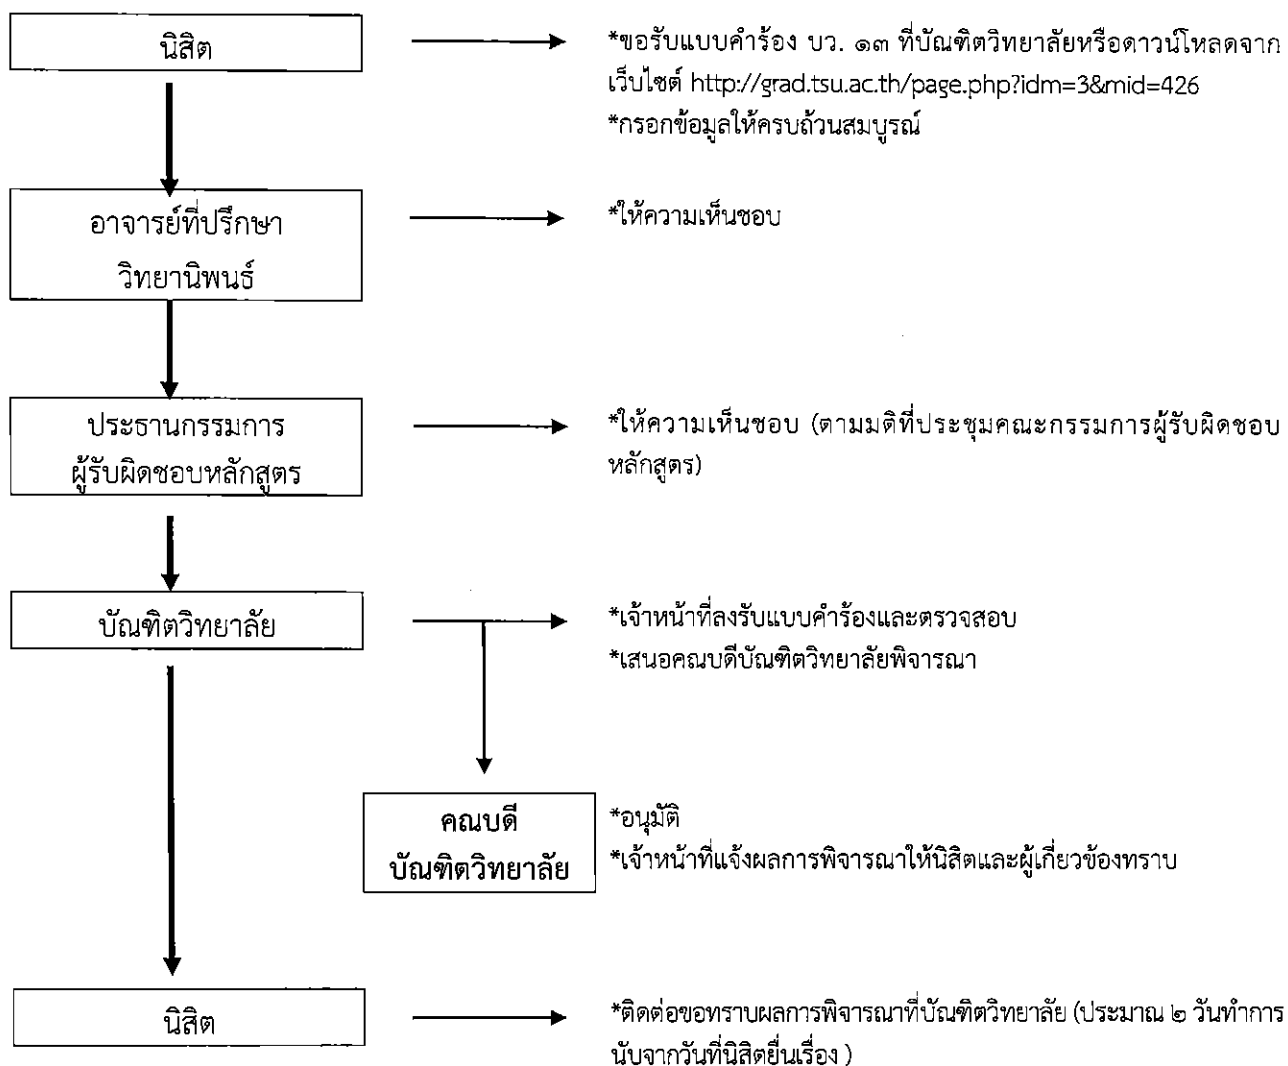 นิสิต
*ขอรับแบบคำร้อง บว. ๑๓ ที่บัณฑิตวิทยาลัยหรือดาวน์โหลดจาก
เว็บไซต์ http://grad.tsu.ac.th/page.php?idm=3&mid=426
*กรอกข้อมูลให้ครบถ้วนสมบูรณ์
อาจารย์ที่ปรึกษา
วิทยานิพนธ์
*ให้ความเห็นชอบ
ประธานกรรมการ
ผู้รับผิดชอบหลักสูตร
*ให้ความเห็นชอบ (ตามมติที่ประชุมคณะกรรมการผู้รับผิดชอบ
หลักสูตร)
บัณฑิตวิทยาลัย
*เจ้าหน้าที่ลงรับแบบคำร้องและตรวจสอบ
*เสนอคณบดีบัณฑิตวิทยาลัยพิจารณา
คณบดี
บัณฑิตวิทยาลัย
*อนุมัติ
*เจ้าหน้าที่แจ้งผลการพิจารณาให้นิสิตและผู้เกี่ยวข้องทราบ
นิสิต
*ติดต่อขอทราบผลการพิจารณาที่บัณฑิตวิทยาลัย (ประมาณ ๒ วันทำการ
นับจากวันที่นิสิตยื่นเรื่อง )